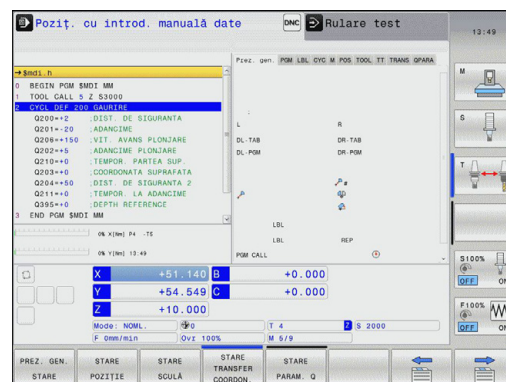 Poziţ. cu introd. manuală date
DNC
Rulare test
13:49
Prez. gen. PGM LBL CYC M POS TOOL TT TRANS QPARA
→$mdi.h
0 BEGIN PGM $MDI MM
1 TOOL CALL 5 Z S3000
2 CYCL DEF 200 GAURIRE
Q200=+2 ;DIST. DE SIGURANTA
Q201=-20 ;ADANCIME
Q206=+150 ;VIT. AVANS PLONJARE
Q202=+5 ;ADANCIME PLONJARE
Q210=+0 ;TEMPOR. PARTEA SUP.
Q203=+0 ;COORDONATA SUPRAFATA
Q204=+50 ;DIST. DE SIGURANTA 2
Q211=+0 ;TEMPOR. LA ADANCIME
Q395=+0 ;DEPTH REFERENCE
3 END PGM $MDI MM
:
L R
DL-TAB DR-TAB
DL-PGM DR-PGM
LBL
LBL REP
PGM CALL
0% X[Nm] P4 -T5
0% Y[Nm] 13:49
X +51.140 B +0.000
Y +54.549 C +0.000
Z +10.000
Mode: NOML. 0 T 4 Z S 2000
F 0mm/min Ovr 100% M 5/9
M
S
T
S100%
OFF ON
F100%
OFF ON
PREZ. GEN. STARE
STARE POZIŢIE
STARE SCULĂ
STARE TRANSFER COORDON.
STARE PARAM. Q